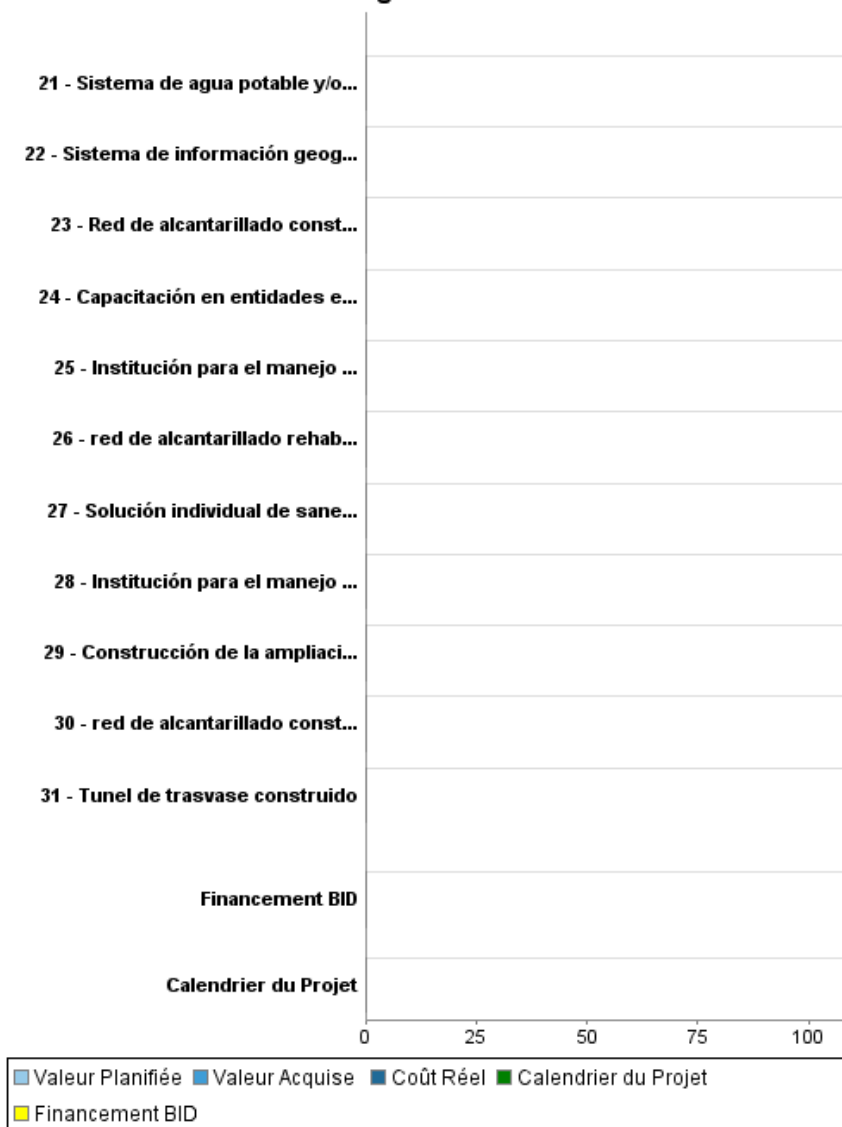 21 - Sistema de agua potable y/o...
22 - Sistema de información geog...
23 - Red de alcantarillado const...
24 - Capacitación en entidades e...
25 - Institución para el manejo ...
26 - red de alcantarillado rehab...
27 - Solución individual de sane...
28 - Institución para el manejo ...
29 - Construcción de la ampliaci...
30 - red de alcantarillado const...
31 - Tunel de trasvase construido
Financement BID
Calendrier du Projet
0 25 50 75 100
Valeur Planifiée Valeur Acquise Coût Réel Calendrier du Projet
Financement BID